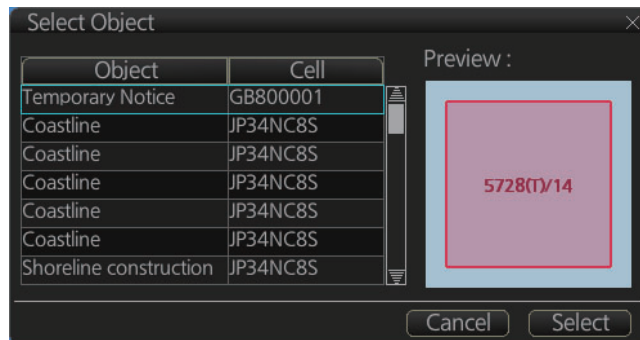 Select Object
Object Cell
Temporary Notice GB800001
Coastline JP34NC8S
Coastline JP34NC8S
Coastline JP34NC8S
Coastline JP34NC8S
Coastline JP34NC8S
Shoreline construction JP34NC8S
Preview :
5728(T)/14
Cancel Select